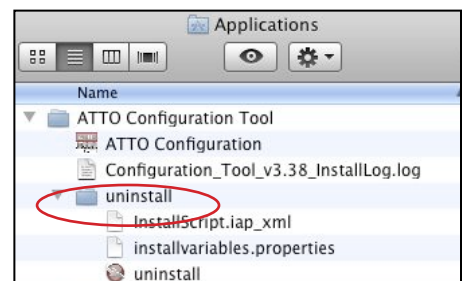 Applications
Name
ATTO Configuration Tool
ATTO Configuration
Configuration_Tool_v3.38_InstallLog.log
uninstall
InstallScript.iap_xml
installvariables.properties
uninstall